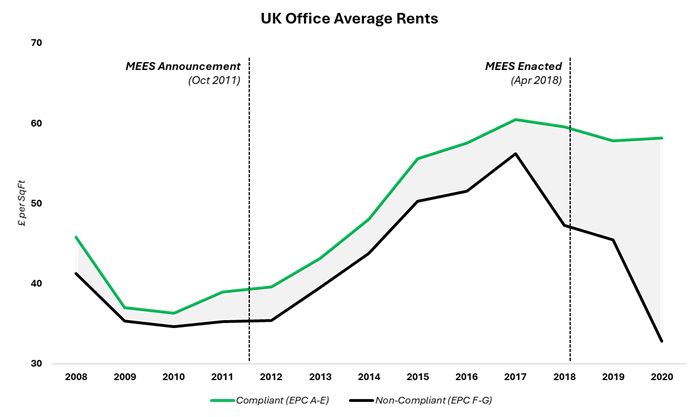 UK Office Average Rents
70
60
50
40
30
£ per SqFt
MEES Announcement
(Oct 2011)
MEES Enacted
(Apr 2018)
2008 2009 2010 2011 2012 2013 2014 2015 2016 2017 2018 2019 2020
Compliant (EPC A-E) Non-Compliant (EPC F-G)